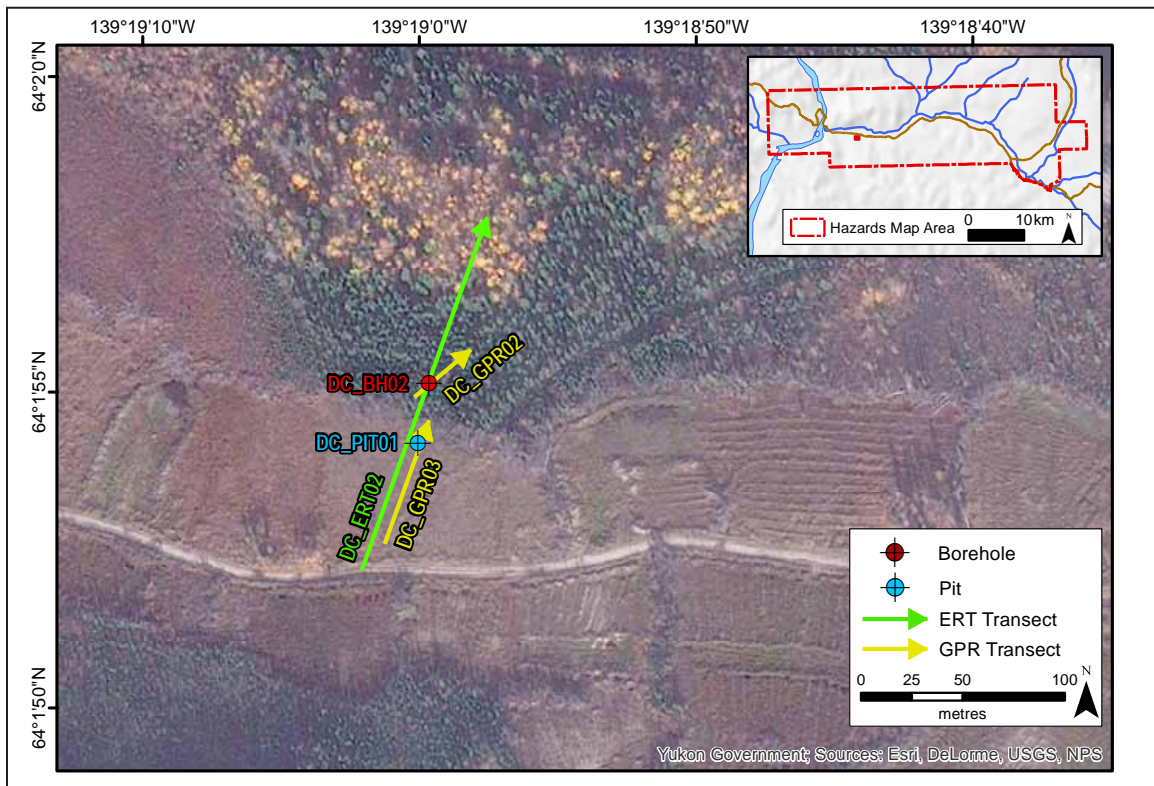 139°19'10"W
139°19'0"W
139°18'50"W
139°18'40"W
64°2'0"N
64°1'55"N
64°1'50"N
Hazards Map Area
0
10 km
N
DC_BH02
DC_GPR02
DC_PIT01
DC_ERT02
DC_GPR03
Borehole
Pit
ERT Transect
GPR Transect
N
0 25 50 100
metres
Yukon Government; Sources: Esri, DeLorme, USGS, NPS